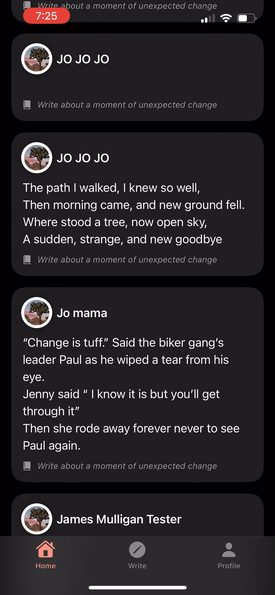 Write about a moment of unexpected change
7:25
JO JO JO
Write about a moment of unexpected change
JO JO JO
The path I walked, I knew so well,
Then morning came, and new ground fell.
Where stood a tree, now open sky,
A sudden, strange, and new goodbye
Write about a moment of unexpected change
Jo mama
“Change is tuff.” Said the biker gang’s
leader Paul as he wiped a tear from his
eye.
Jenny said “ I know it is but you’ll get
through it”
Then she rode away forever never to see
Paul again.
Write about a moment of unexpected change
James Mulligan Tester
Home
Write
Profile